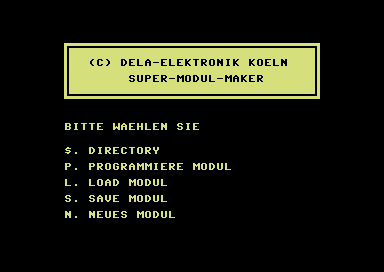 (C) DELA-ELEKTRONIK KOELN
SUPER-MODUL-MAKER
BITTE WAEHLEN SIE
$. DIRECTORY
P. PROGRAMMIERE MODUL
L. LOAD MODUL
S. SAVE MODUL
N. NEUES MODUL